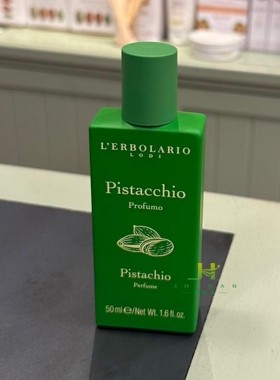 L'ERBOLARIO
LODI
Pistacchio
Profumo
Pistachio
Perfume
50 ml ℮/Net Wt. 1.6 fl. oz.